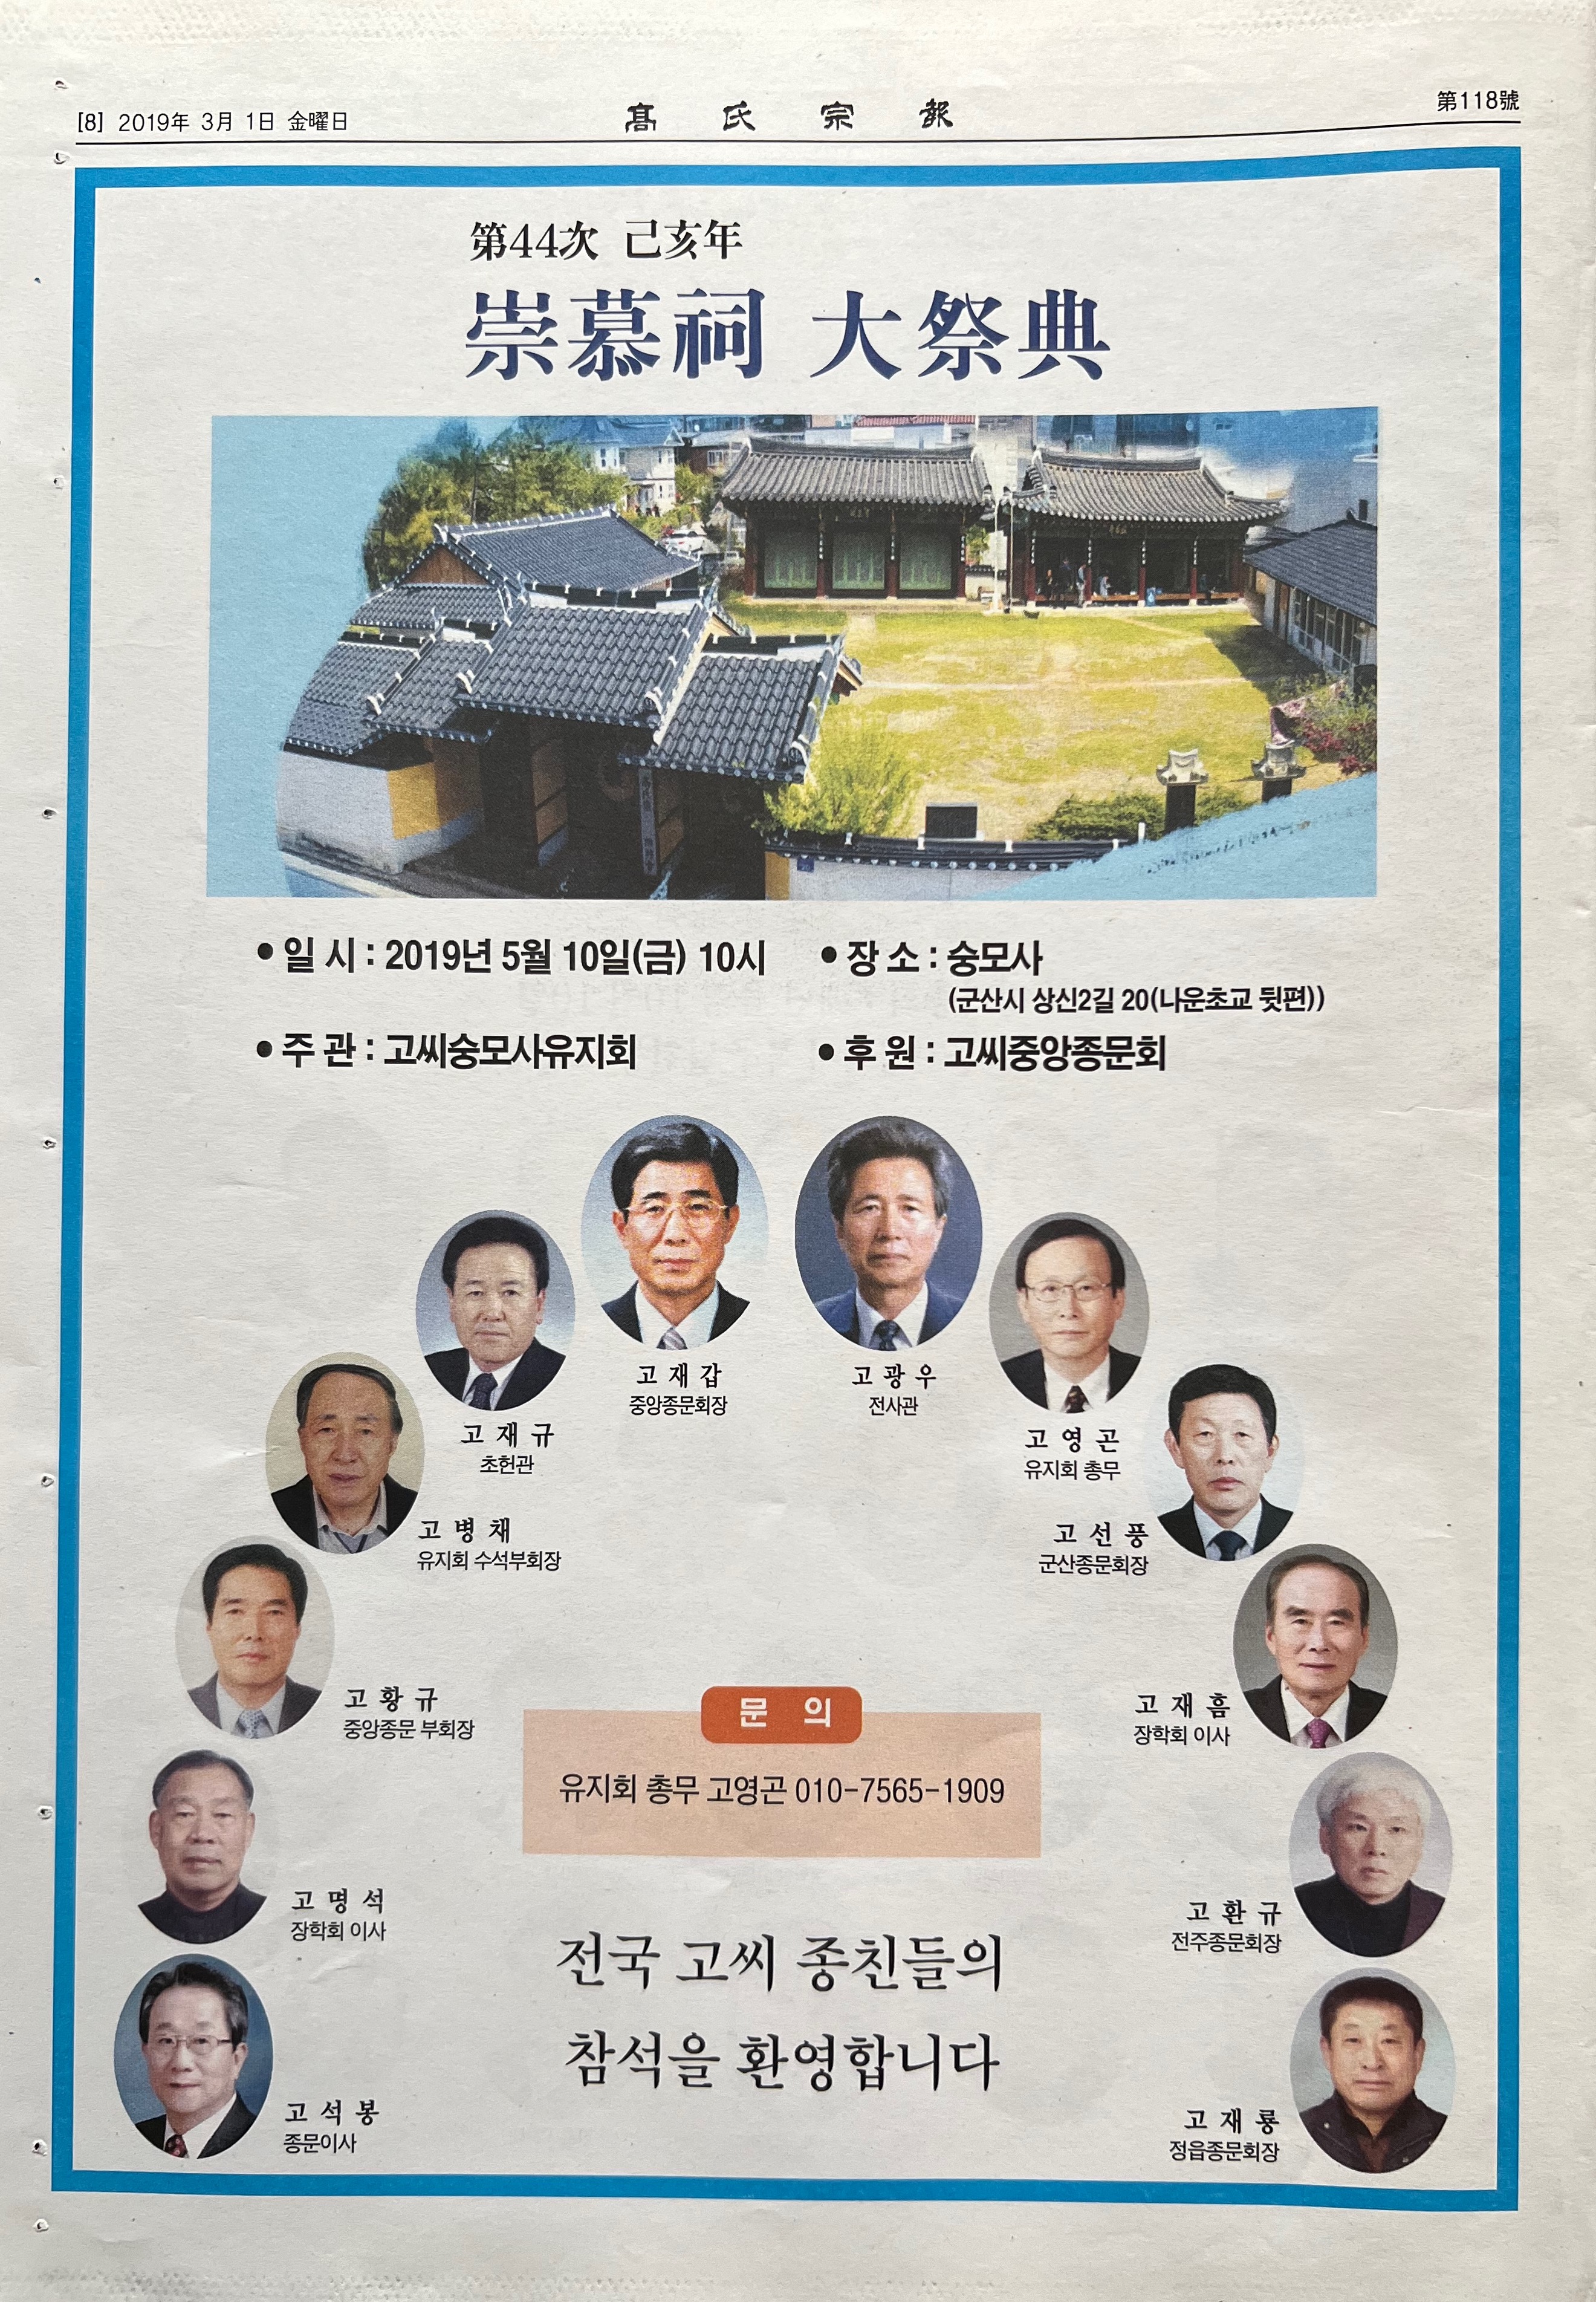 [8] 2019年 3月 1日 金曜日
髙氏宗報
第118號
第44次 己亥年
崇慕祠 大祭典
• 일 시 : 2019년 5월 10일(금) 10시
• 장 소 : 숭모사
(군산시 상신2길 20(나운초교 뒷편))
• 주 관 : 고씨숭모사유지회
• 후 원 : 고씨중앙종문회
고 재 갑
중앙종문회장
고 광 우
전사관
고 재 규
초헌관
고 영 곤
유지회 총무
고 병 채
유지회 수석부회장
고 선 풍
군산종문회장
고 황 규
중앙종문 부회장
고 재 흠
장학회 이사
문 의
유지회 총무 고영곤 010-7565-1909
고 명 석
장학회 이사
고 환 규
전주종문회장
전국 고씨 종친들의
참석을 환영합니다
고 석 봉
종문이사
고 재 룡
정읍종문회장